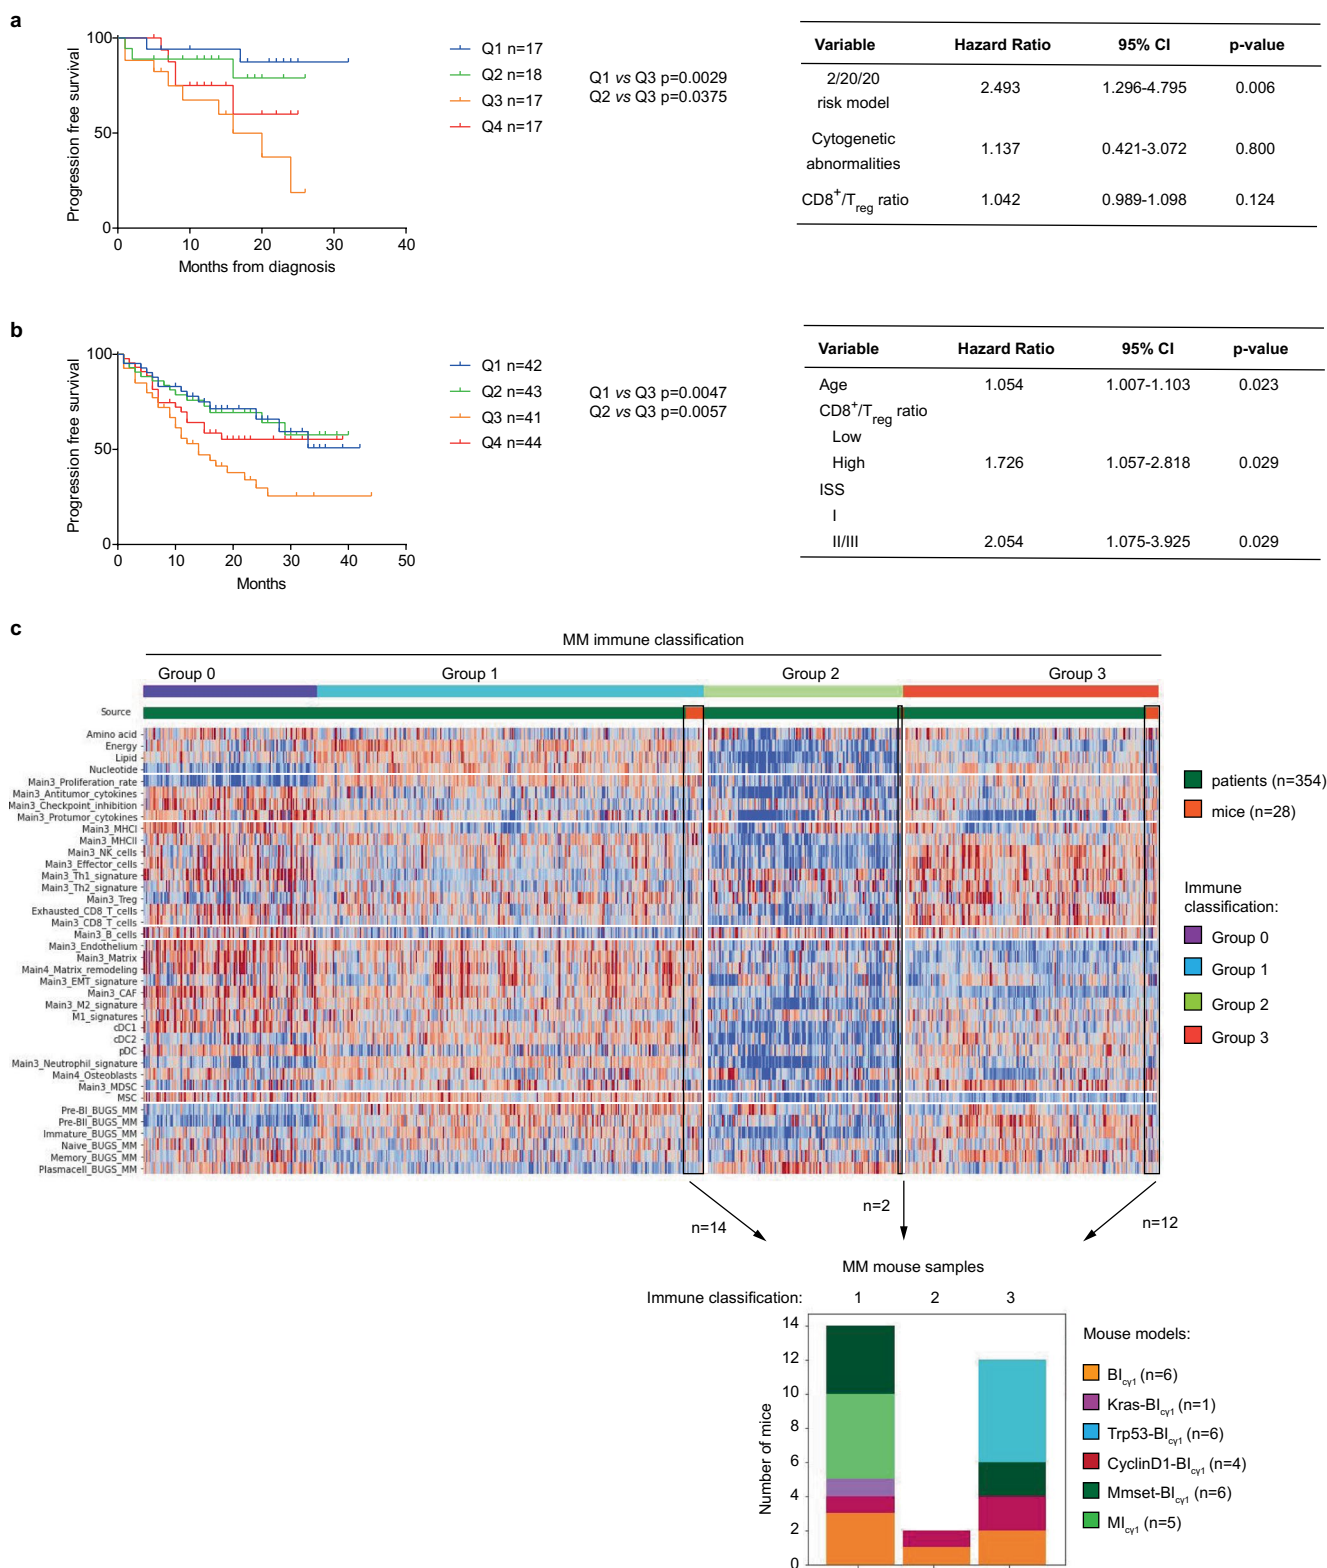 a
100
50
0
0 10 20 30 40
Progression free survival
Months from diagnosis
Q1 n=17
Q2 n=18
Q3 n=17
Q4 n=17
Q1 vs Q3 p=0.0029
Q2 vs Q3 p=0.0375
Variable Hazard Ratio 95% CI p-value
2/20/20
risk model 2.493 1.296-4.795 0.006
Cytogenetic
abnormalities 1.137 0.421-3.072 0.800
CD8+/Treg ratio 1.042 0.989-1.098 0.124
b
100
50
0
0 10 20 30 40 50
Progression free survival
Months
Q1 n=42
Q2 n=43
Q3 n=41
Q4 n=44
Q1 vs Q3 p=0.0047
Q2 vs Q3 p=0.0057
Variable Hazard Ratio 95% CI p-value
Age 1.054 1.007-1.103 0.023
CD8+/Treg ratio
Low
High 1.726 1.057-2.818 0.029
ISS
I
II/III 2.054 1.075-3.925 0.029
c
MM immune classification
Group 0 Group 1 Group 2 Group 3
Source
Amino acid
Energy
Lipid
Nucleotide
Main3_Proliferation_rate
Main3_Antitumor_cytokines
Main3_Checkpoint_inhibition
Main3_Protumor_cytokines
Main3_MHCI
Main3_MHCII
Main3_NK_cells
Main3_Effector_cells
Main3_Th1_signature
Main3_Th2_signature
Main3_Treg
Exhausted_CD8_T_cells
Main3_CD8_T_cells
Main3_B_cells
Main3_Endothelium
Main3_Matrix
Main4_Matrix_remodeling
Main3_EMT_signature
Main3_CAF
Main3_M2_signature
M1_signatures
cDC1
cDC2
pDC
Main3_Neutrophil_signature
Main4_Osteoblasts
Main3_MDSC
MSC
Pre-BI_BUGS_MM
Pre-BII_BUGS_MM
Immature_BUGS_MM
Naive_BUGS_MM
Memory_BUGS_MM
Plasmacell_BUGS_MM
patients (n=354)
mice (n=28)
Immune
classification:
Group 0
Group 1
Group 2
Group 3
n=14
n=2
n=12
MM mouse samples
Immune classification: 1 2 3
14
12
10
8
6
4
2
0
Number of mice
Mouse models:
BIcγ1 (n=6)
Kras-BIcγ1 (n=1)
Trp53-BIcγ1 (n=6)
CyclinD1-BIcγ1 (n=4)
Mmset-BIcγ1 (n=6)
MIcγ1 (n=5)